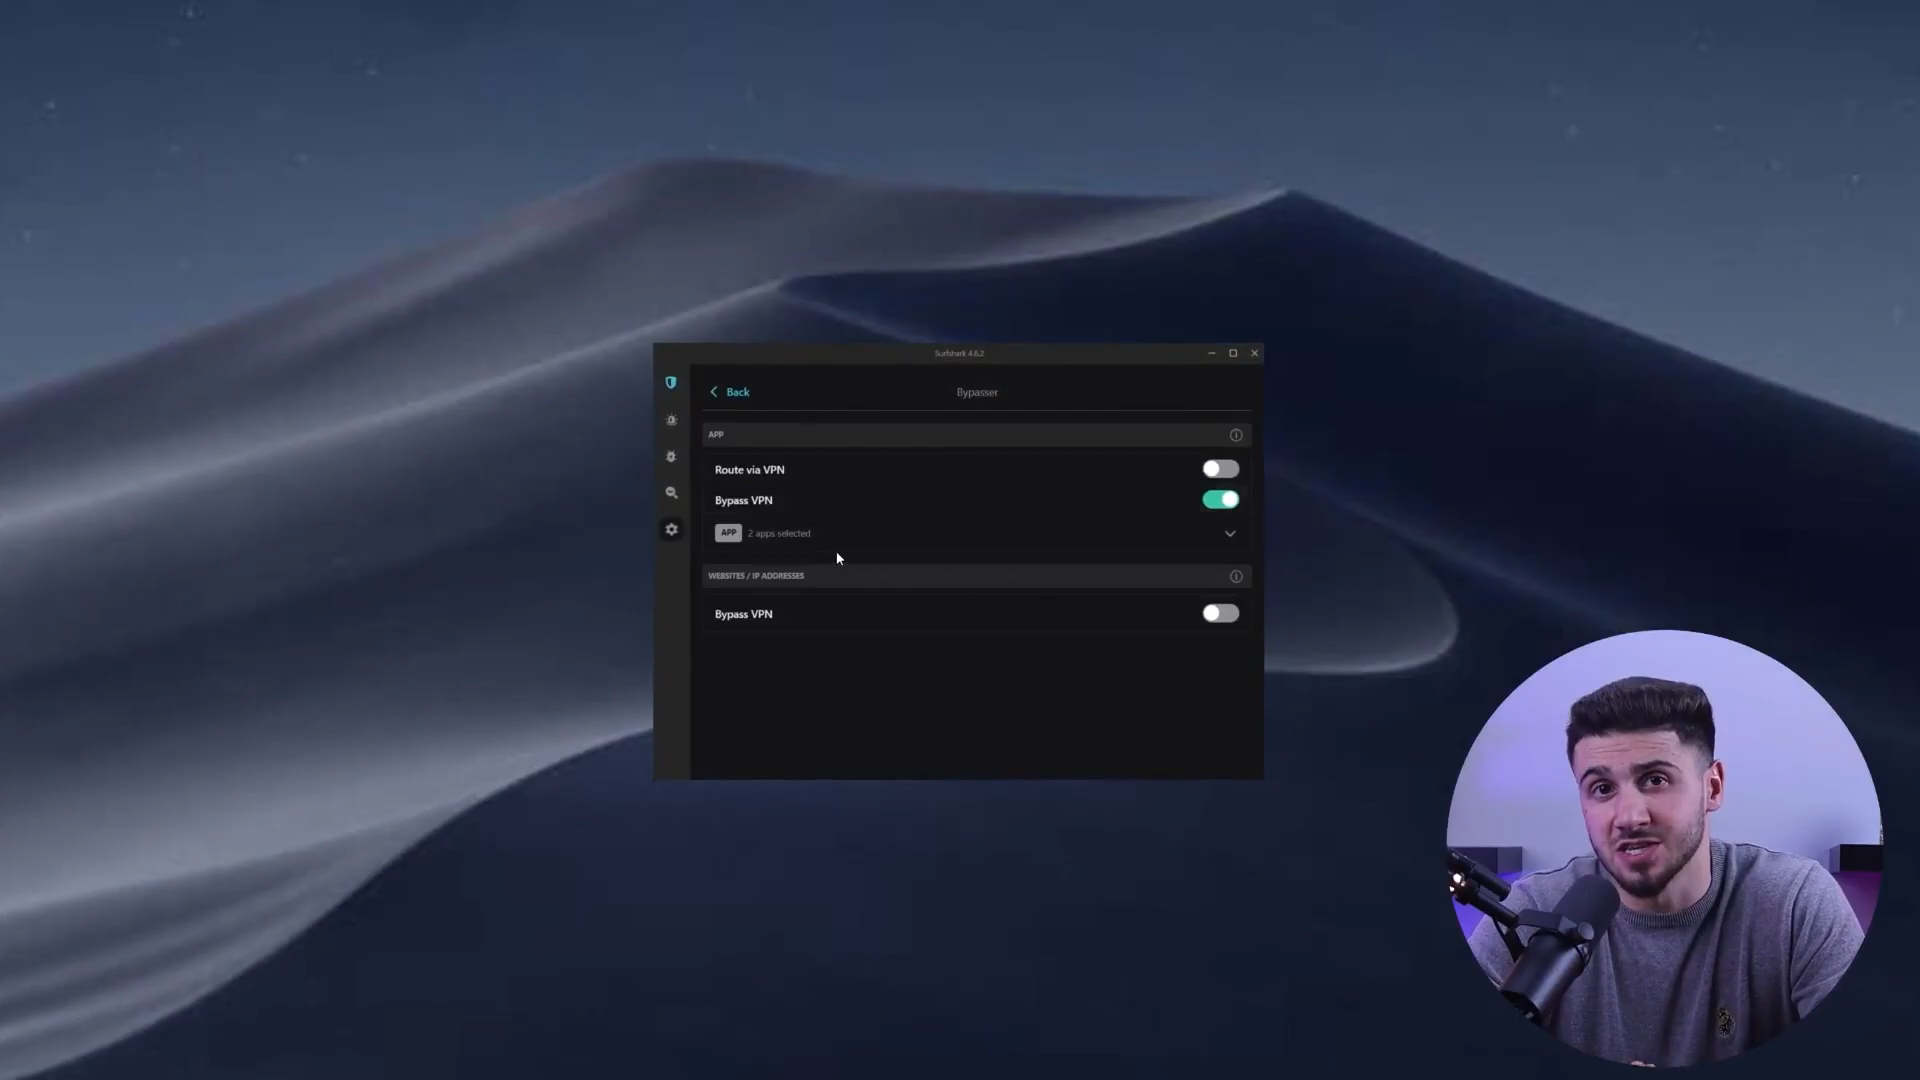 Surfshark 4.6.2
Back
Bypasser
APP
Route via VPN
Bypass VPN
APP 2 apps selected
WEBSITES / IP ADDRESSES
Bypass VPN